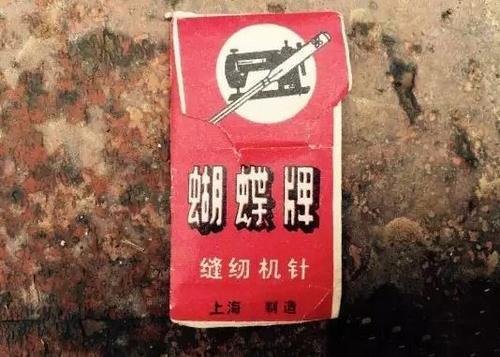 蝴蝶牌
缝纫机针
上海 制造